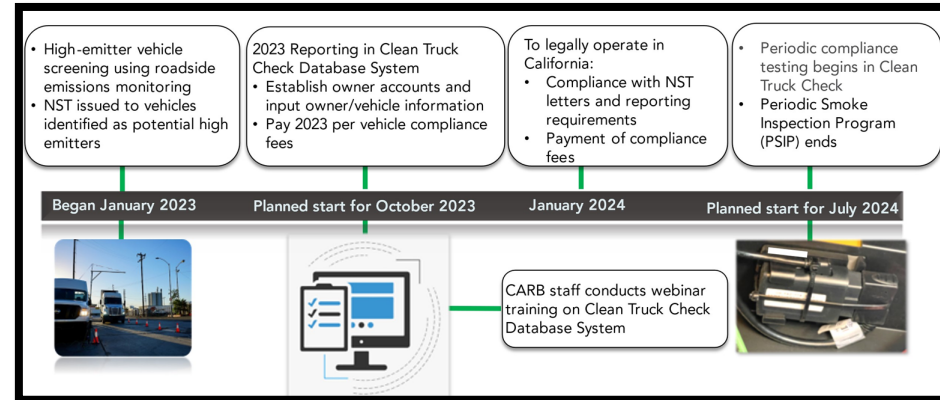 • High-emitter vehicle
screening using roadside
emissions monitoring
• NST issued to vehicles
identified as potential high
emitters
2023 Reporting in Clean Truck
Check Database System
• Establish owner accounts and
input owner/vehicle information
• Pay 2023 per vehicle compliance
fees
To legally operate in
California:
• Compliance with NST
letters and reporting
requirements
• Payment of compliance
fees
• Periodic compliance
testing begins in Clean
Truck Check
• Periodic Smoke
Inspection Program
(PSIP) ends
Began January 2023
Planned start for October 2023
January 2024
Planned start for July 2024
CARB staff conducts webinar
training on Clean Truck Check
Database System